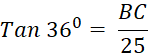 Tan 36⁰ = BC/25